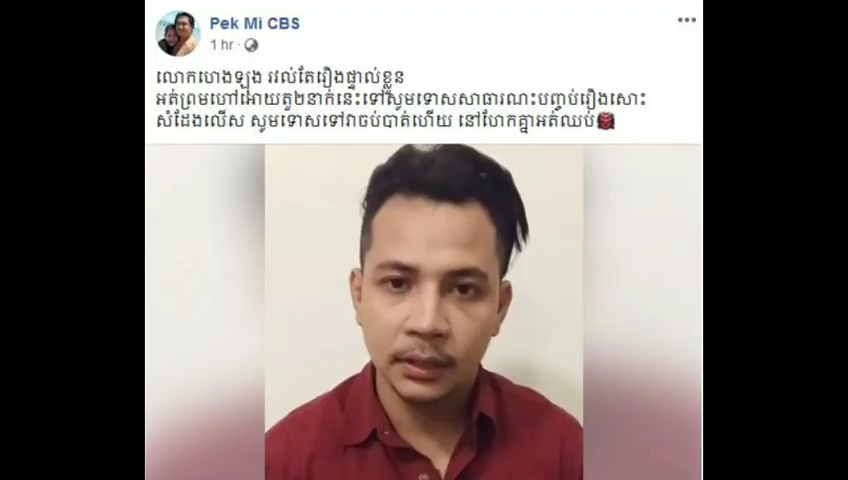 Pek Mi CBS
1 hr ·
លោកហេងឡុង រវល់តែរឿងផ្ទាល់ខ្លួន
អត់ព្រមហៅអោយតួ២នាក់នេះទៅសូមទោសសាធារណះបញ្ចប់រឿងសោះ
សំដែងលើស សូមទោសទៅវាចប់បាត់ហើយ នៅហែកគ្នាអត់ឈប់👹